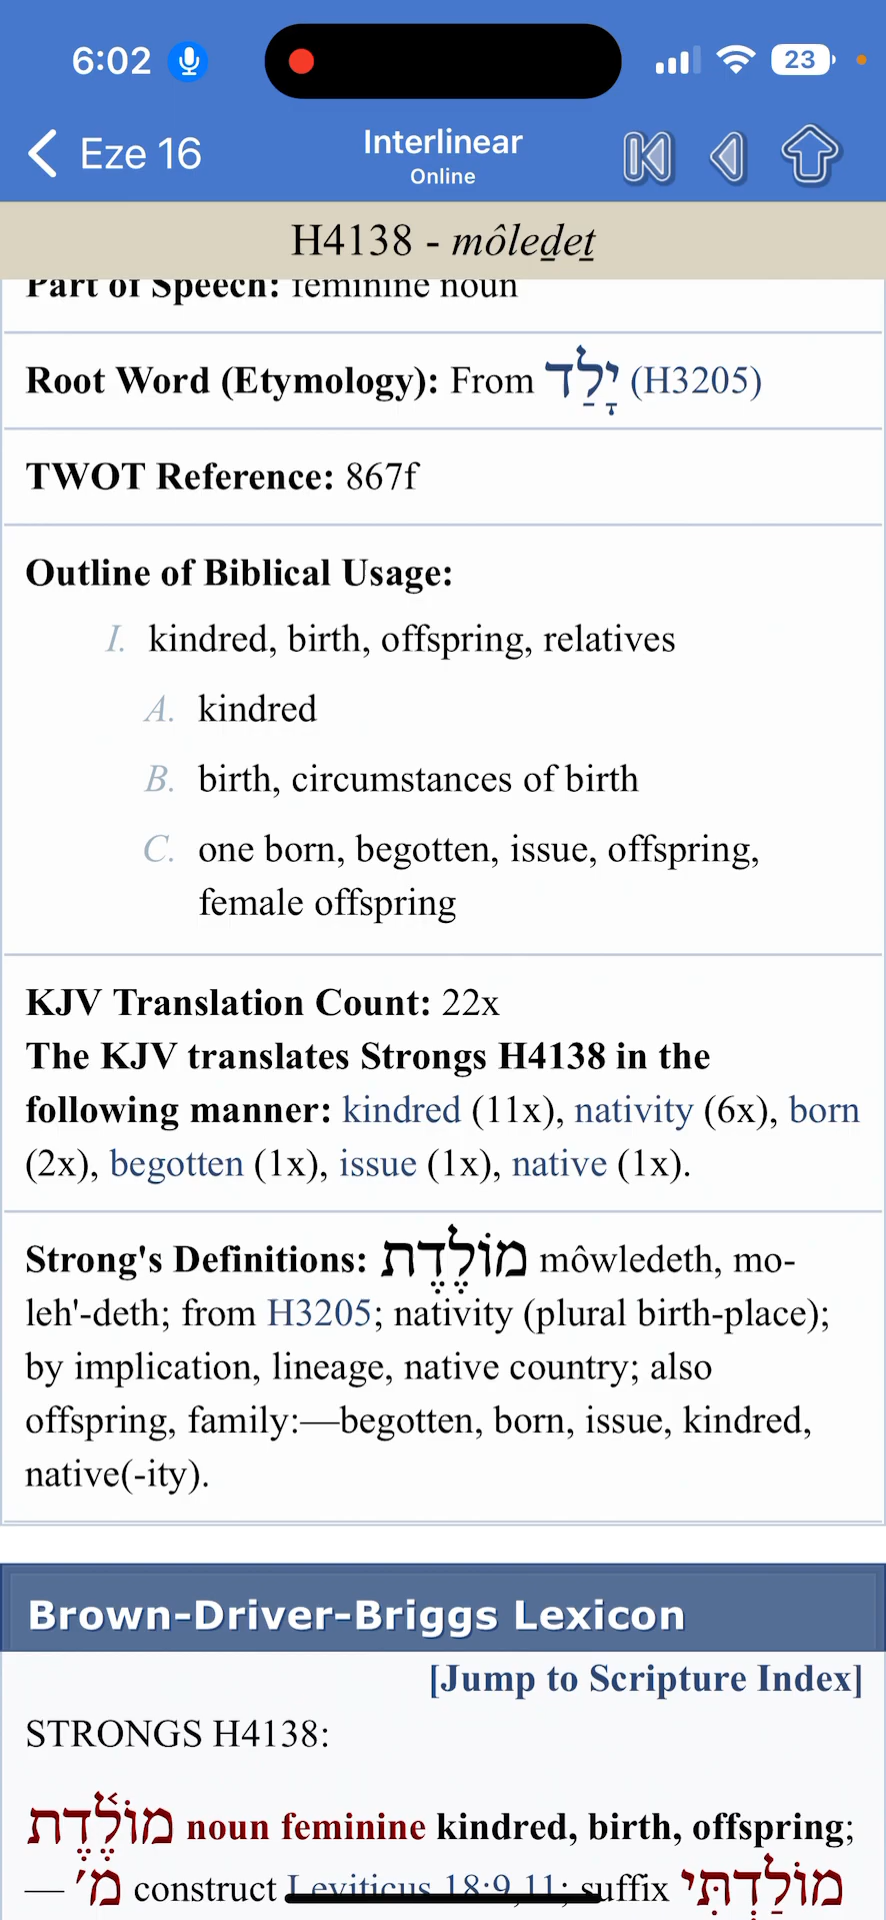 6:02
23
Eze 16
Interlinear
Online
H4138 - môleḏeṯ
Part of Speech: feminine noun
Root Word (Etymology): From יָלַד (H3205)
TWOT Reference: 867f
Outline of Biblical Usage:
I. kindred, birth, offspring, relatives
A. kindred
B. birth, circumstances of birth
C. one born, begotten, issue, offspring,
female offspring
KJV Translation Count: 22x
The KJV translates Strongs H4138 in the
following manner: kindred (11x), nativity (6x), born
(2x), begotten (1x), issue (1x), native (1x).
Strong's Definitions: מוֹלֶדֶת môwledeth, mo-
leh'-deth; from H3205; nativity (plural birth-place);
by implication, lineage, native country; also
offspring, family:—begotten, born, issue, kindred,
native(-ity).
Brown-Driver-Briggs Lexicon
[Jump to Scripture Index]
STRONGS H4138:
מוֹלֶ֫דֶת noun feminine kindred, birth, offspring;
— מ׳ construct Leviticus 18:9,11; suffix מוֹלַדְתִּי